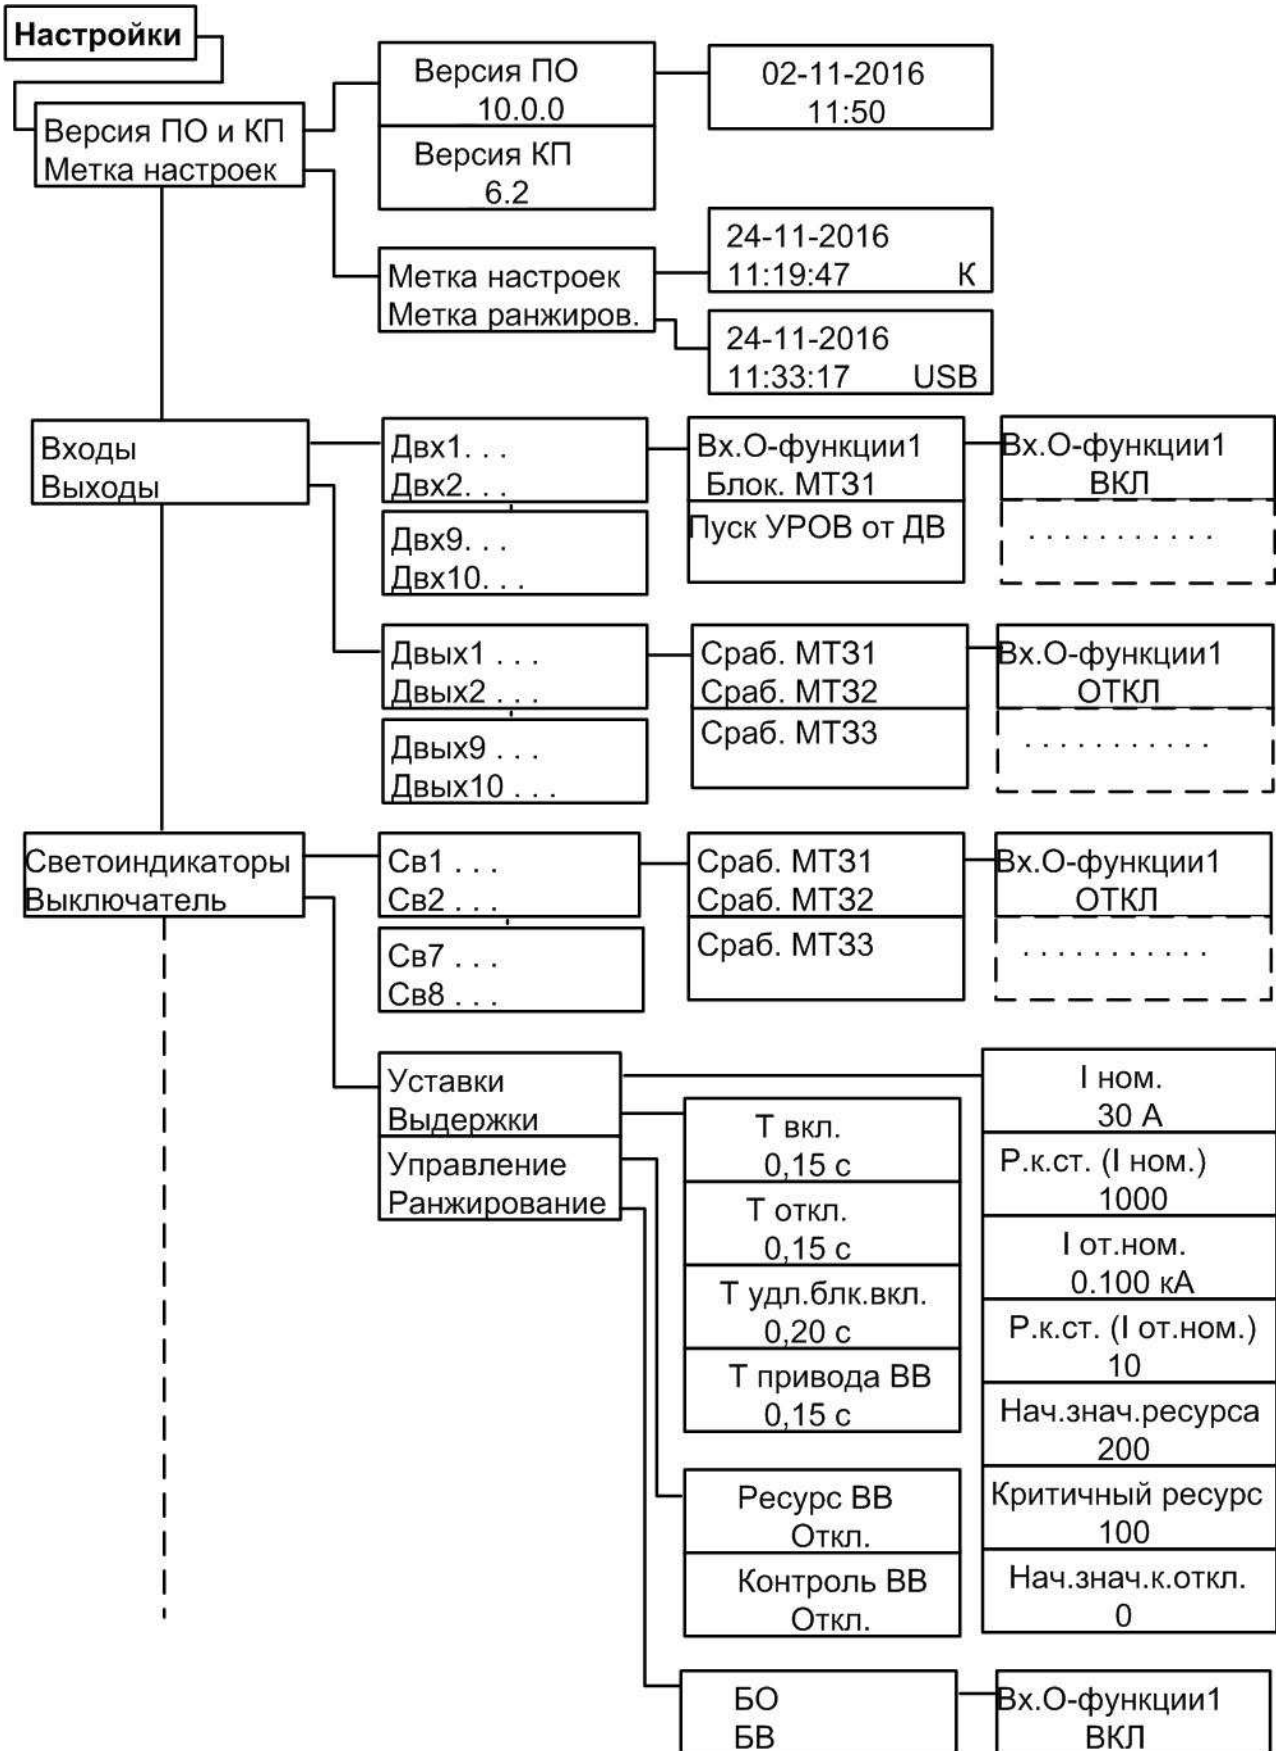 Настройки
Версия ПО и КП
Метка настроек
Версия ПО
10.0.0
Версия КП
6.2
02-11-2016
11:50
Метка настроек
Метка ранжиров.
24-11-2016
11:19:47 К
24-11-2016
11:33:17 USB
Входы
Выходы
Двх1. . .
Двх2. . .
Двх9. . .
Двх10. . .
Вх.О-функции1
Блок. МТЗ1
Пуск УРОВ от ДВ
Вх.О-функции1
ВКЛ
. . . . . . . . . . .
Двых1 . . .
Двых2 . . .
Двых9 . . .
Двых10 . . .
Сраб. МТЗ1
Сраб. МТЗ2
Сраб. МТЗ3
Вх.О-функции1
ОТКЛ
. . . . . . . . . . .
Светоиндикаторы
Выключатель
Св1 . . .
Св2 . . .
Св7 . . .
Св8 . . .
Сраб. МТЗ1
Сраб. МТЗ2
Сраб. МТЗ3
Вх.О-функции1
ОТКЛ
. . . . . . . . . . .
Уставки
Выдержки
Управление
Ранжирование
Т вкл.
0,15 с
Т откл.
0,15 с
Т удл.блк.вкл.
0,20 с
Т привода ВВ
0,15 с
Ресурс ВВ
Откл.
Контроль ВВ
Откл.
I ном.
30 А
Р.к.ст. (I ном.)
1000
I от.ном.
0.100 кА
Р.к.ст. (I от.ном.)
10
Нач.знач.ресурса
200
Критичный ресурс
100
Нач.знач.к.откл.
0
БО
БВ
Вх.О-функции1
ВКЛ